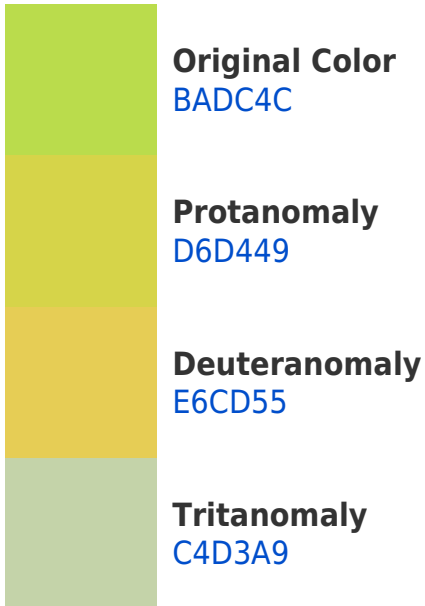 Original Color
BADC4C
Protanomaly
D6D449
Deuteranomaly
E6CD55
Tritanomaly
C4D3A9